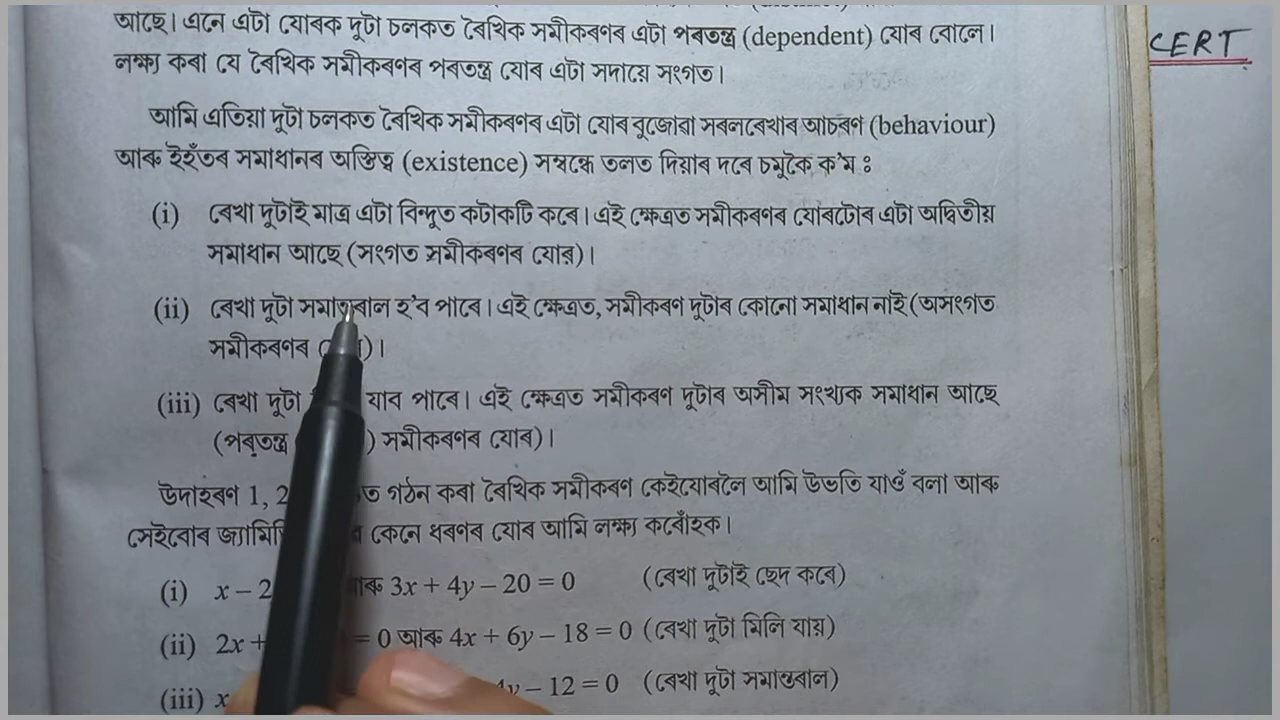 আছে। এনে এটা যোৰক দুটা চলকত ৰৈখিক সমীকৰণৰ এটা পৰতন্ত্ৰ (dependent) যোৰ বোলে।
লক্ষ্য কৰা যে ৰৈখিক সমীকৰণৰ পৰতন্ত্ৰ যোৰ এটা সদায়ে সংগত।
CERT
আমি এতিয়া দুটা চলকত ৰৈখিক সমীকৰণৰ এটা যোৰ বুজোৱা সৰলৰেখাৰ আচৰণ (behaviour)
আৰু ইহঁতৰ সমাধানৰ অস্তিত্ব (existence) সম্বন্ধে তলত দিয়াৰ দৰে চমুকৈ ক'ম ঃ
(i) ৰেখা দুটাই মাত্ৰ এটা বিন্দুত কটাকটি কৰে। এই ক্ষেত্ৰত সমীকৰণৰ যোৰটোৰ এটা অদ্বিতীয়
সমাধান আছে (সংগত সমীকৰণৰ যোৰ)।
(ii) ৰেখা দুটা সমান্তৰাল হ'ব পাৰে। এই ক্ষেত্ৰত, সমীকৰণ দুটাৰ কোনো সমাধান নাই (অসংগত
সমীকৰণৰ )।
(iii) ৰেখা দুটা যাব পাৰে। এই ক্ষেত্ৰত সমীকৰণ দুটাৰ অসীম সংখ্যক সমাধান আছে
(পৰতন্ত্ৰ ) সমীকৰণৰ যোৰ)।
উদাহৰণ 1, 2 ত গঠন কৰা ৰৈখিক সমীকৰণ কেইযোৰলৈ আমি উভতি যাওঁ বলা আৰু
সেইবোৰ কেনে ধৰণৰ যোৰ আমি লক্ষ্য কৰোঁহক।
(i) x – 2 আৰু 3x + 4y – 20 = 0 (ৰেখা দুটাই ছেদ কৰে)
(ii) 2x + = 0 আৰু 4x + 6y – 18 = 0 (ৰেখা দুটা মিলি যায়)
(iii) x 4y – 12 = 0 (ৰেখা দুটা সমান্তৰাল)